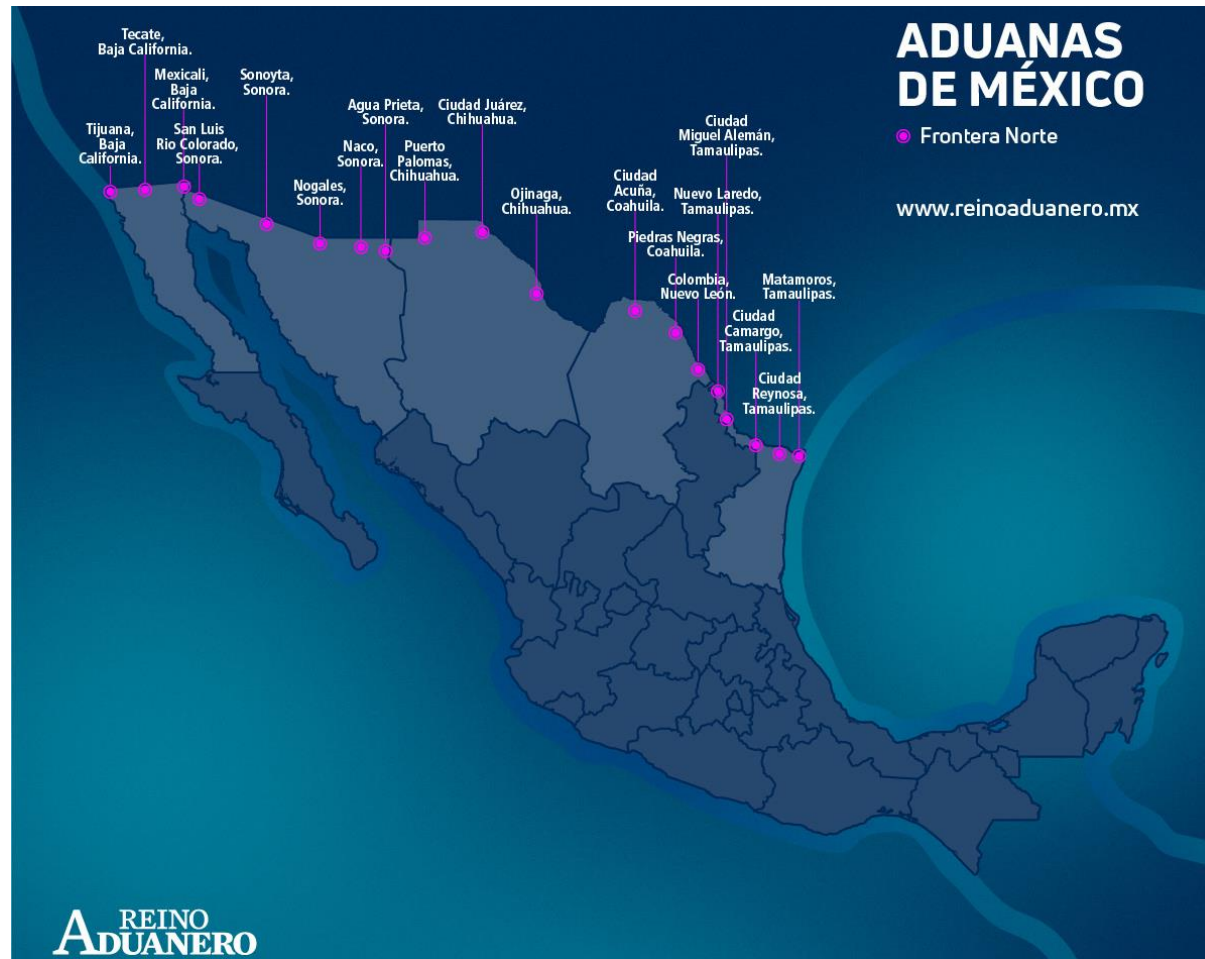 ADUANAS
DE MÉXICO
Frontera Norte
www.reinoaduanero.mx
Tecate,
Baja California.
Mexicali,
Baja
California.
Tijuana,
Baja
California.
San Luis
Rio Colorado,
Sonora.
Sonoyta,
Sonora.
Nogales,
Sonora.
Naco,
Sonora.
Agua Prieta,
Sonora.
Puerto
Palomas,
Chihuahua.
Ciudad Juárez,
Chihuahua.
Ojinaga,
Chihuahua.
Ciudad
Acuña,
Coahuila.
Piedras Negras,
Coahuila.
Colombia,
Nuevo León.
Nuevo Laredo,
Tamaulipas.
Ciudad
Miguel Alemán,
Tamaulipas.
Ciudad
Camargo,
Tamaulipas.
Ciudad
Reynosa,
Tamaulipas.
Matamoros,
Tamaulipas.
REINO
ADUANERO